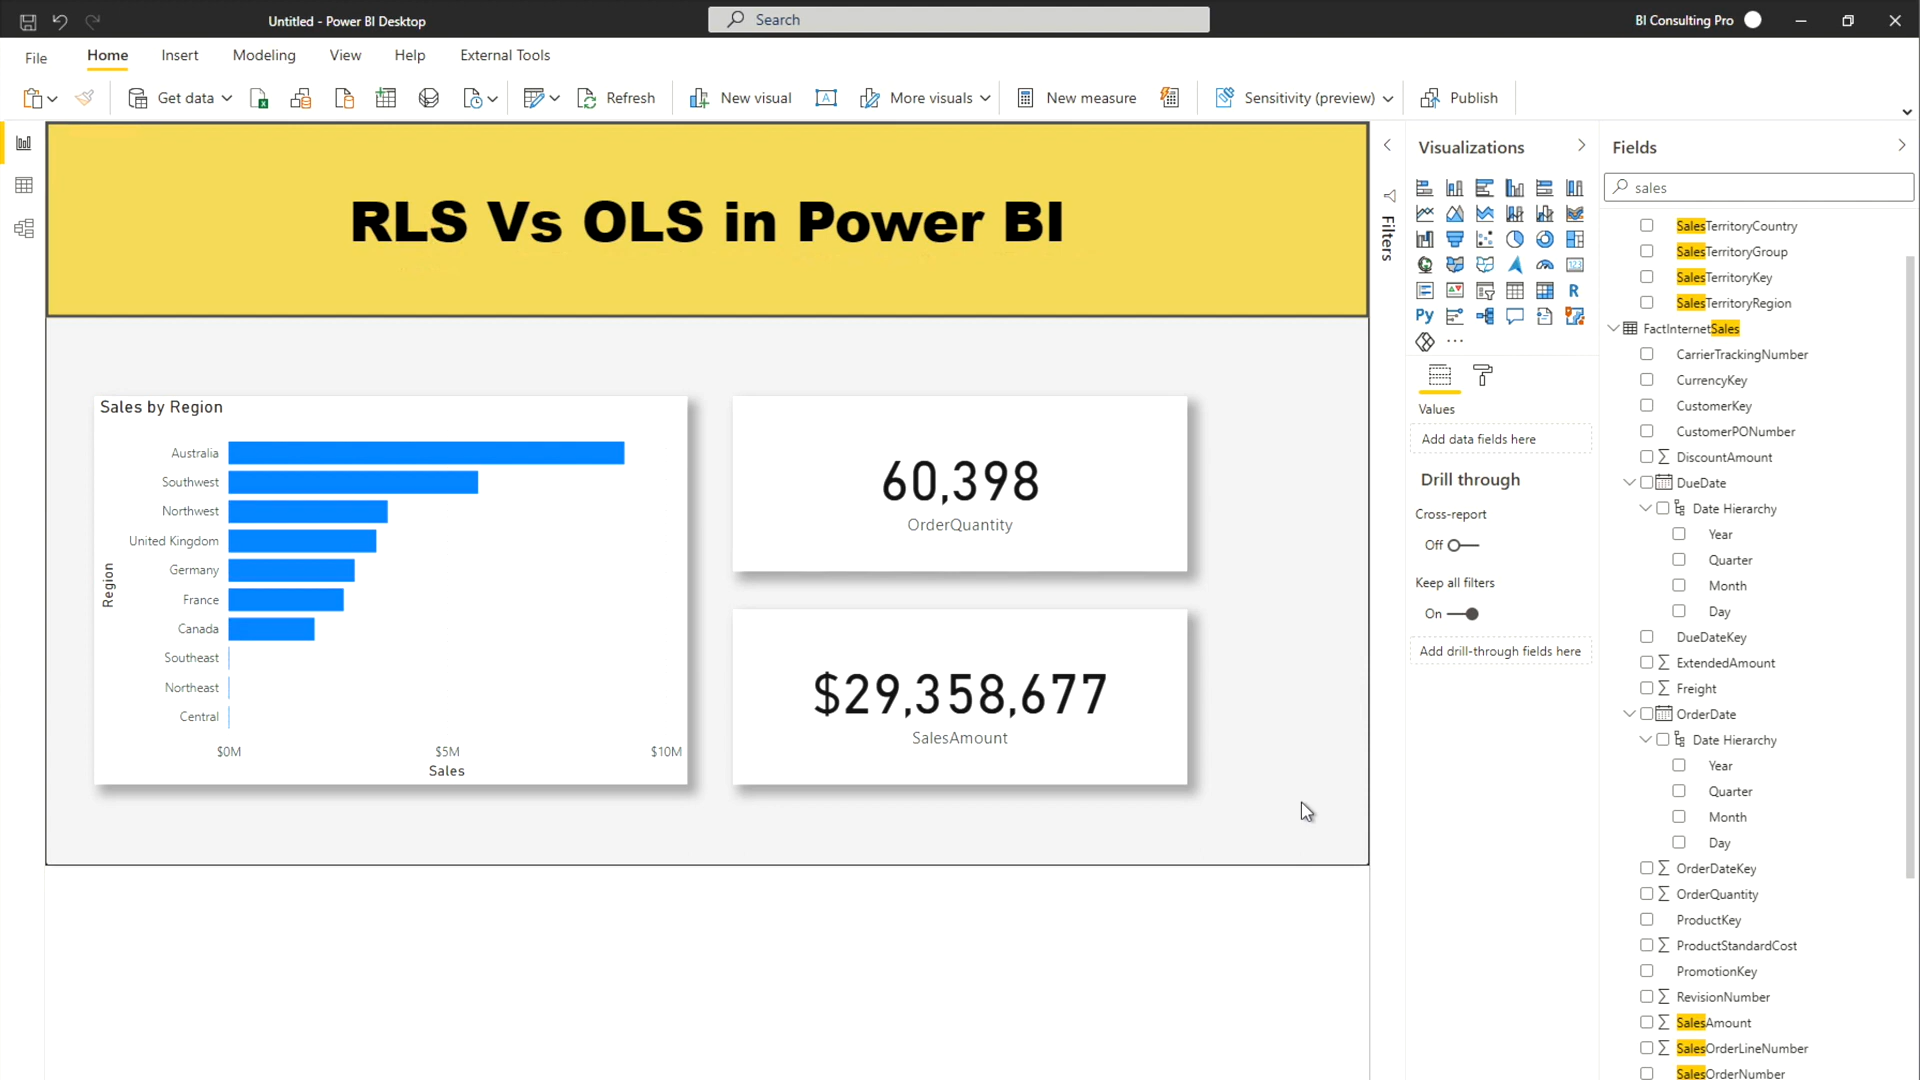 Untitled - Power BI Desktop
Search
BI Consulting Pro
File
Home
Insert
Modeling
View
Help
External Tools
Get data
Refresh
New visual
More visuals
New measure
Sensitivity (preview)
Publish
RLS Vs OLS in Power BI
Sales by Region
Region
Australia
Southwest
Northwest
United Kingdom
Germany
France
Canada
Southeast
Northeast
Central
$0M
$5M
$10M
Sales
60,398
OrderQuantity
$29,358,677
SalesAmount
Filters
Visualizations
R
Py
Values
Add data fields here
Drill through
Cross-report
Off
Keep all filters
On
Add drill-through fields here
Fields
sales
SalesTerritoryCountry
SalesTerritoryGroup
SalesTerritoryKey
SalesTerritoryRegion
FactInternetSales
CarrierTrackingNumber
CurrencyKey
CustomerKey
CustomerPONumber
DiscountAmount
DueDate
Date Hierarchy
Year
Quarter
Month
Day
DueDateKey
ExtendedAmount
Freight
OrderDate
Date Hierarchy
Year
Quarter
Month
Day
OrderDateKey
OrderQuantity
ProductKey
ProductStandardCost
PromotionKey
RevisionNumber
SalesAmount
SalesOrderLineNumber
SalesOrderNumber